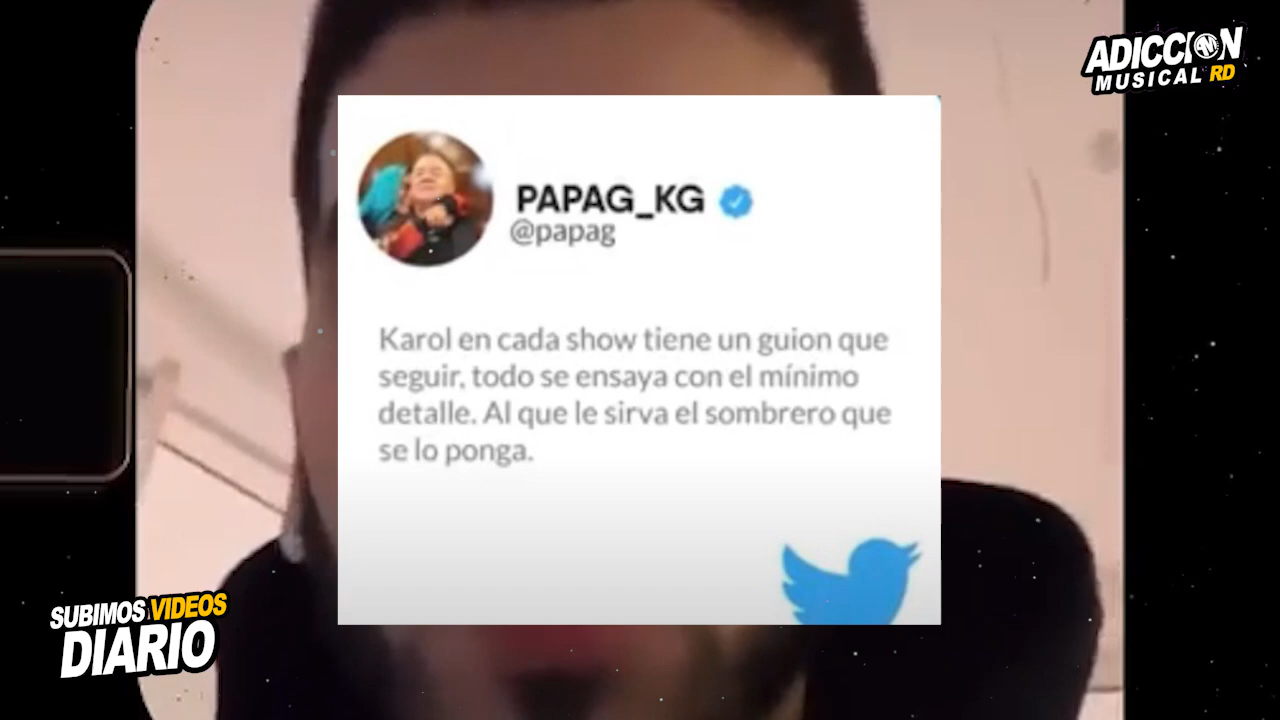 ADICCION
MUSICAL RD
PAPAG_KG
@papag
Karol en cada show tiene un guion que
seguir, todo se ensaya con el mínimo
detalle. Al que le sirva el sombrero que
se lo ponga.
SUBIMOS VIDEOS
DIARIO